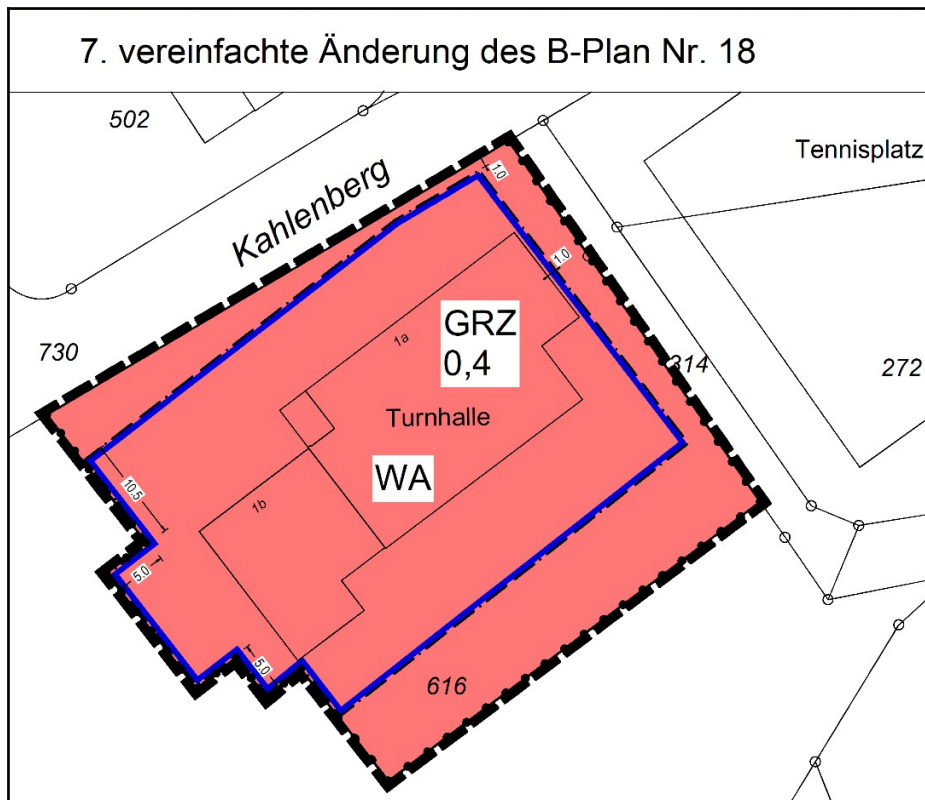 7. vereinfachte Änderung des B-Plan Nr. 18
502
Kahlenberg
1.0
Tennisplatz
1.0
730
GRZ
0,4
1a
314
272
Turnhalle
WA
10.5
1b
5.0
5.0
616